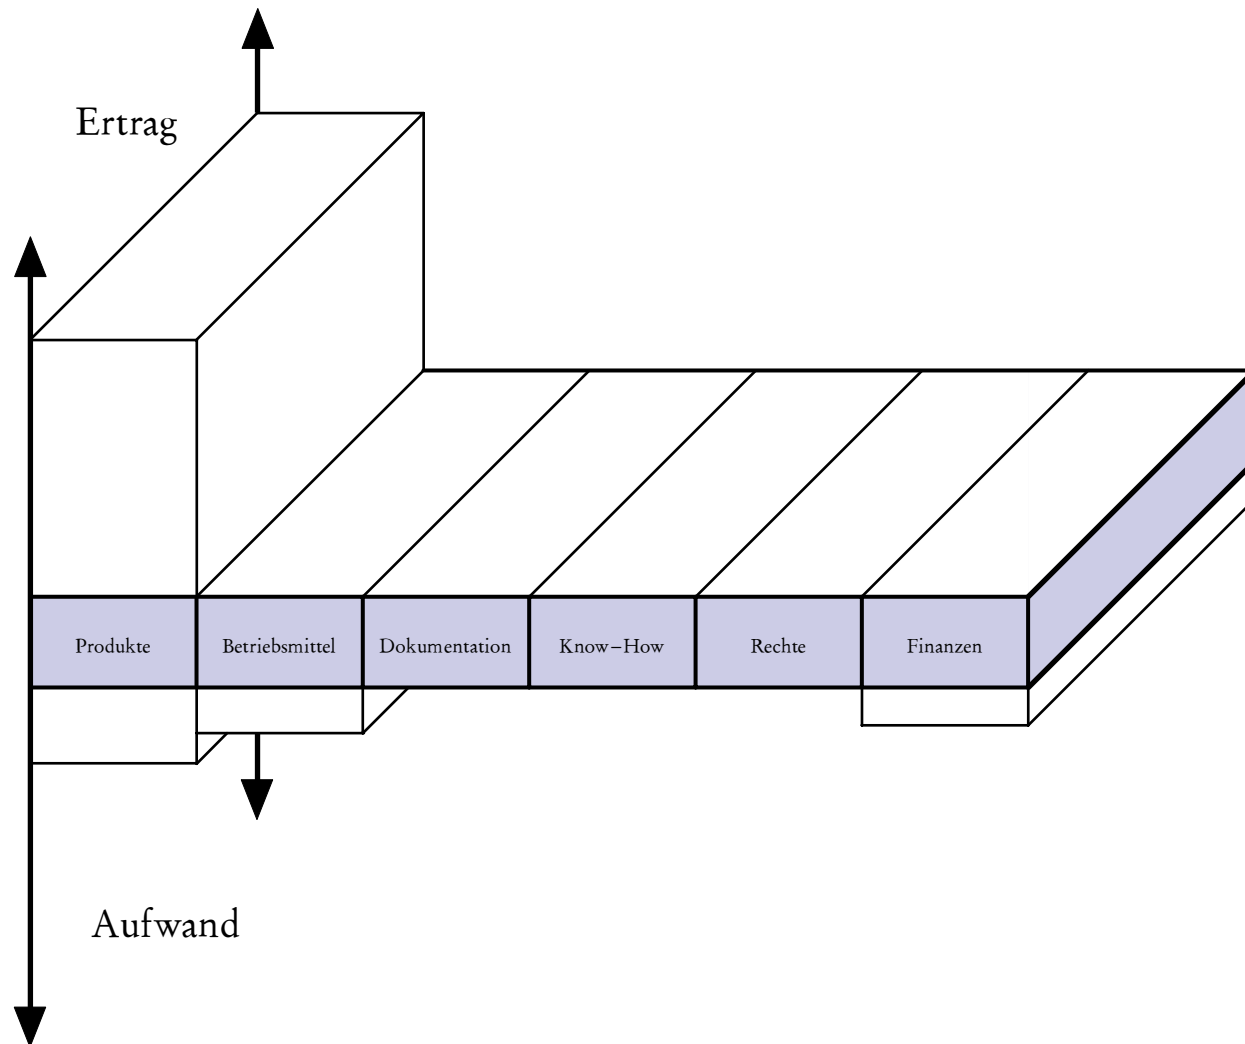 Ertrag
Produkte
Betriebsmittel
Dokumentation
Know-How
Rechte
Finanzen
Aufwand